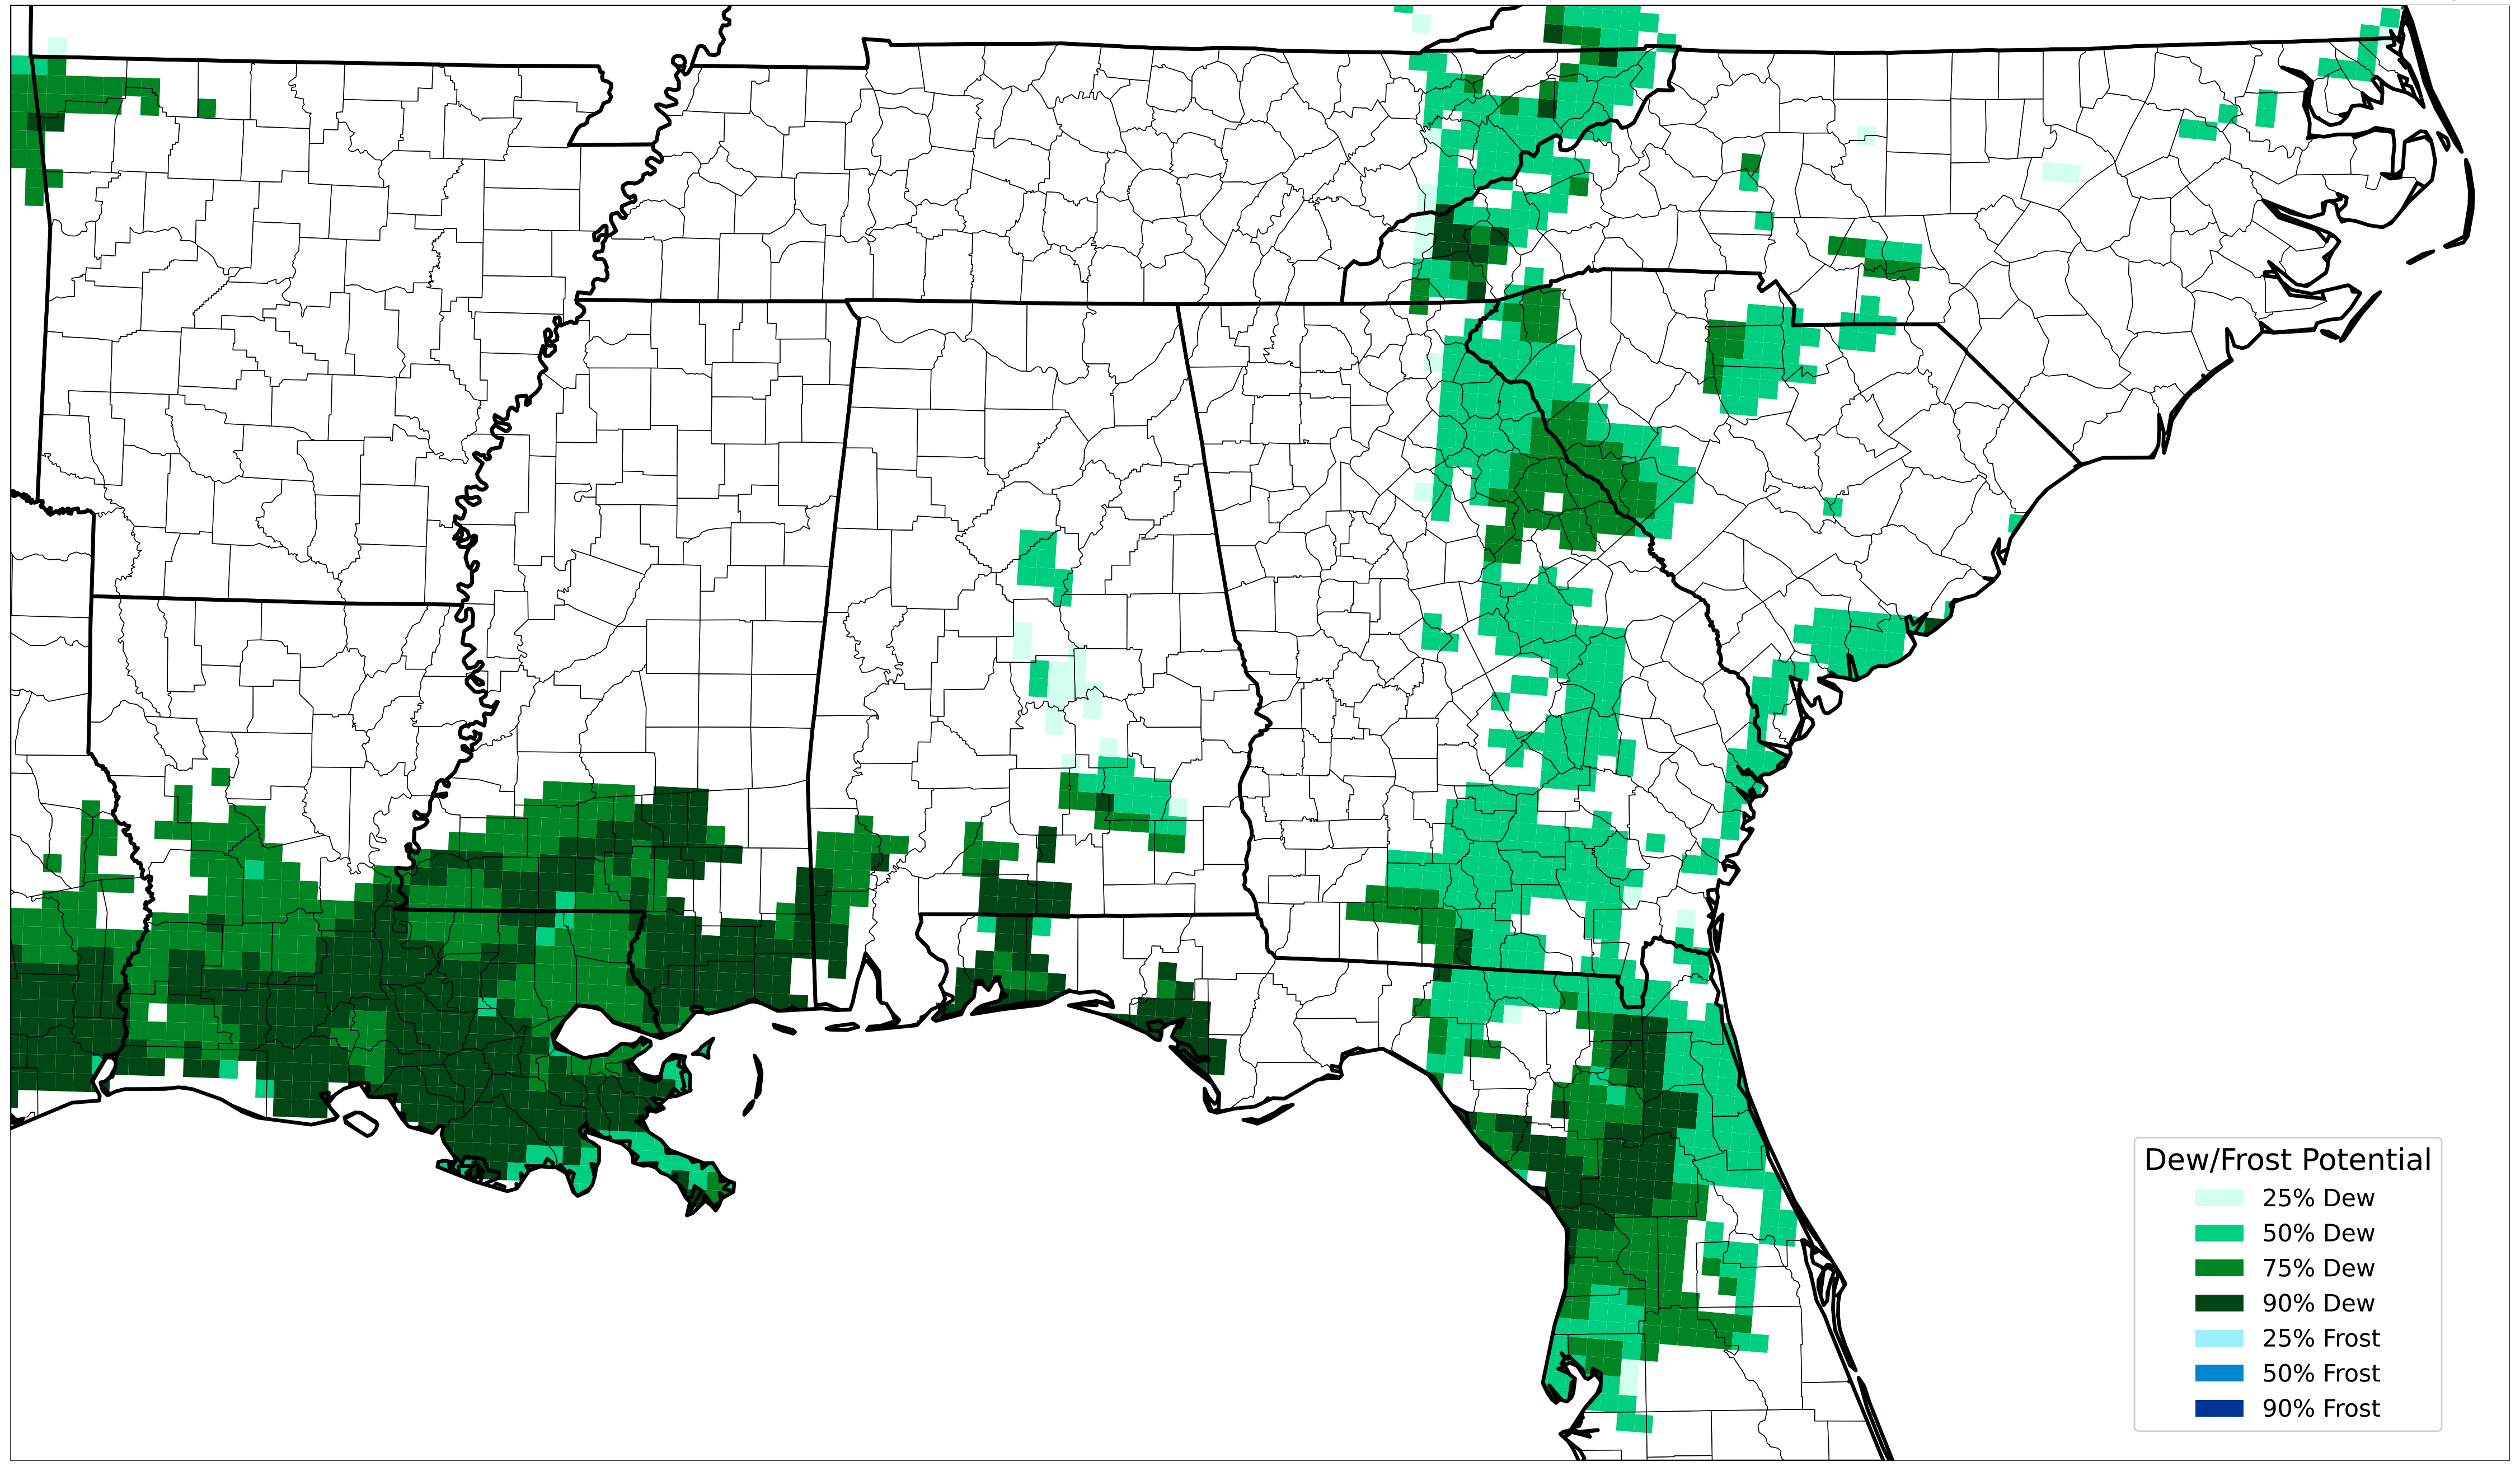 Dew/Frost Potential
25% Dew
50% Dew
75% Dew
90% Dew
25% Frost
50% Frost
90% Frost